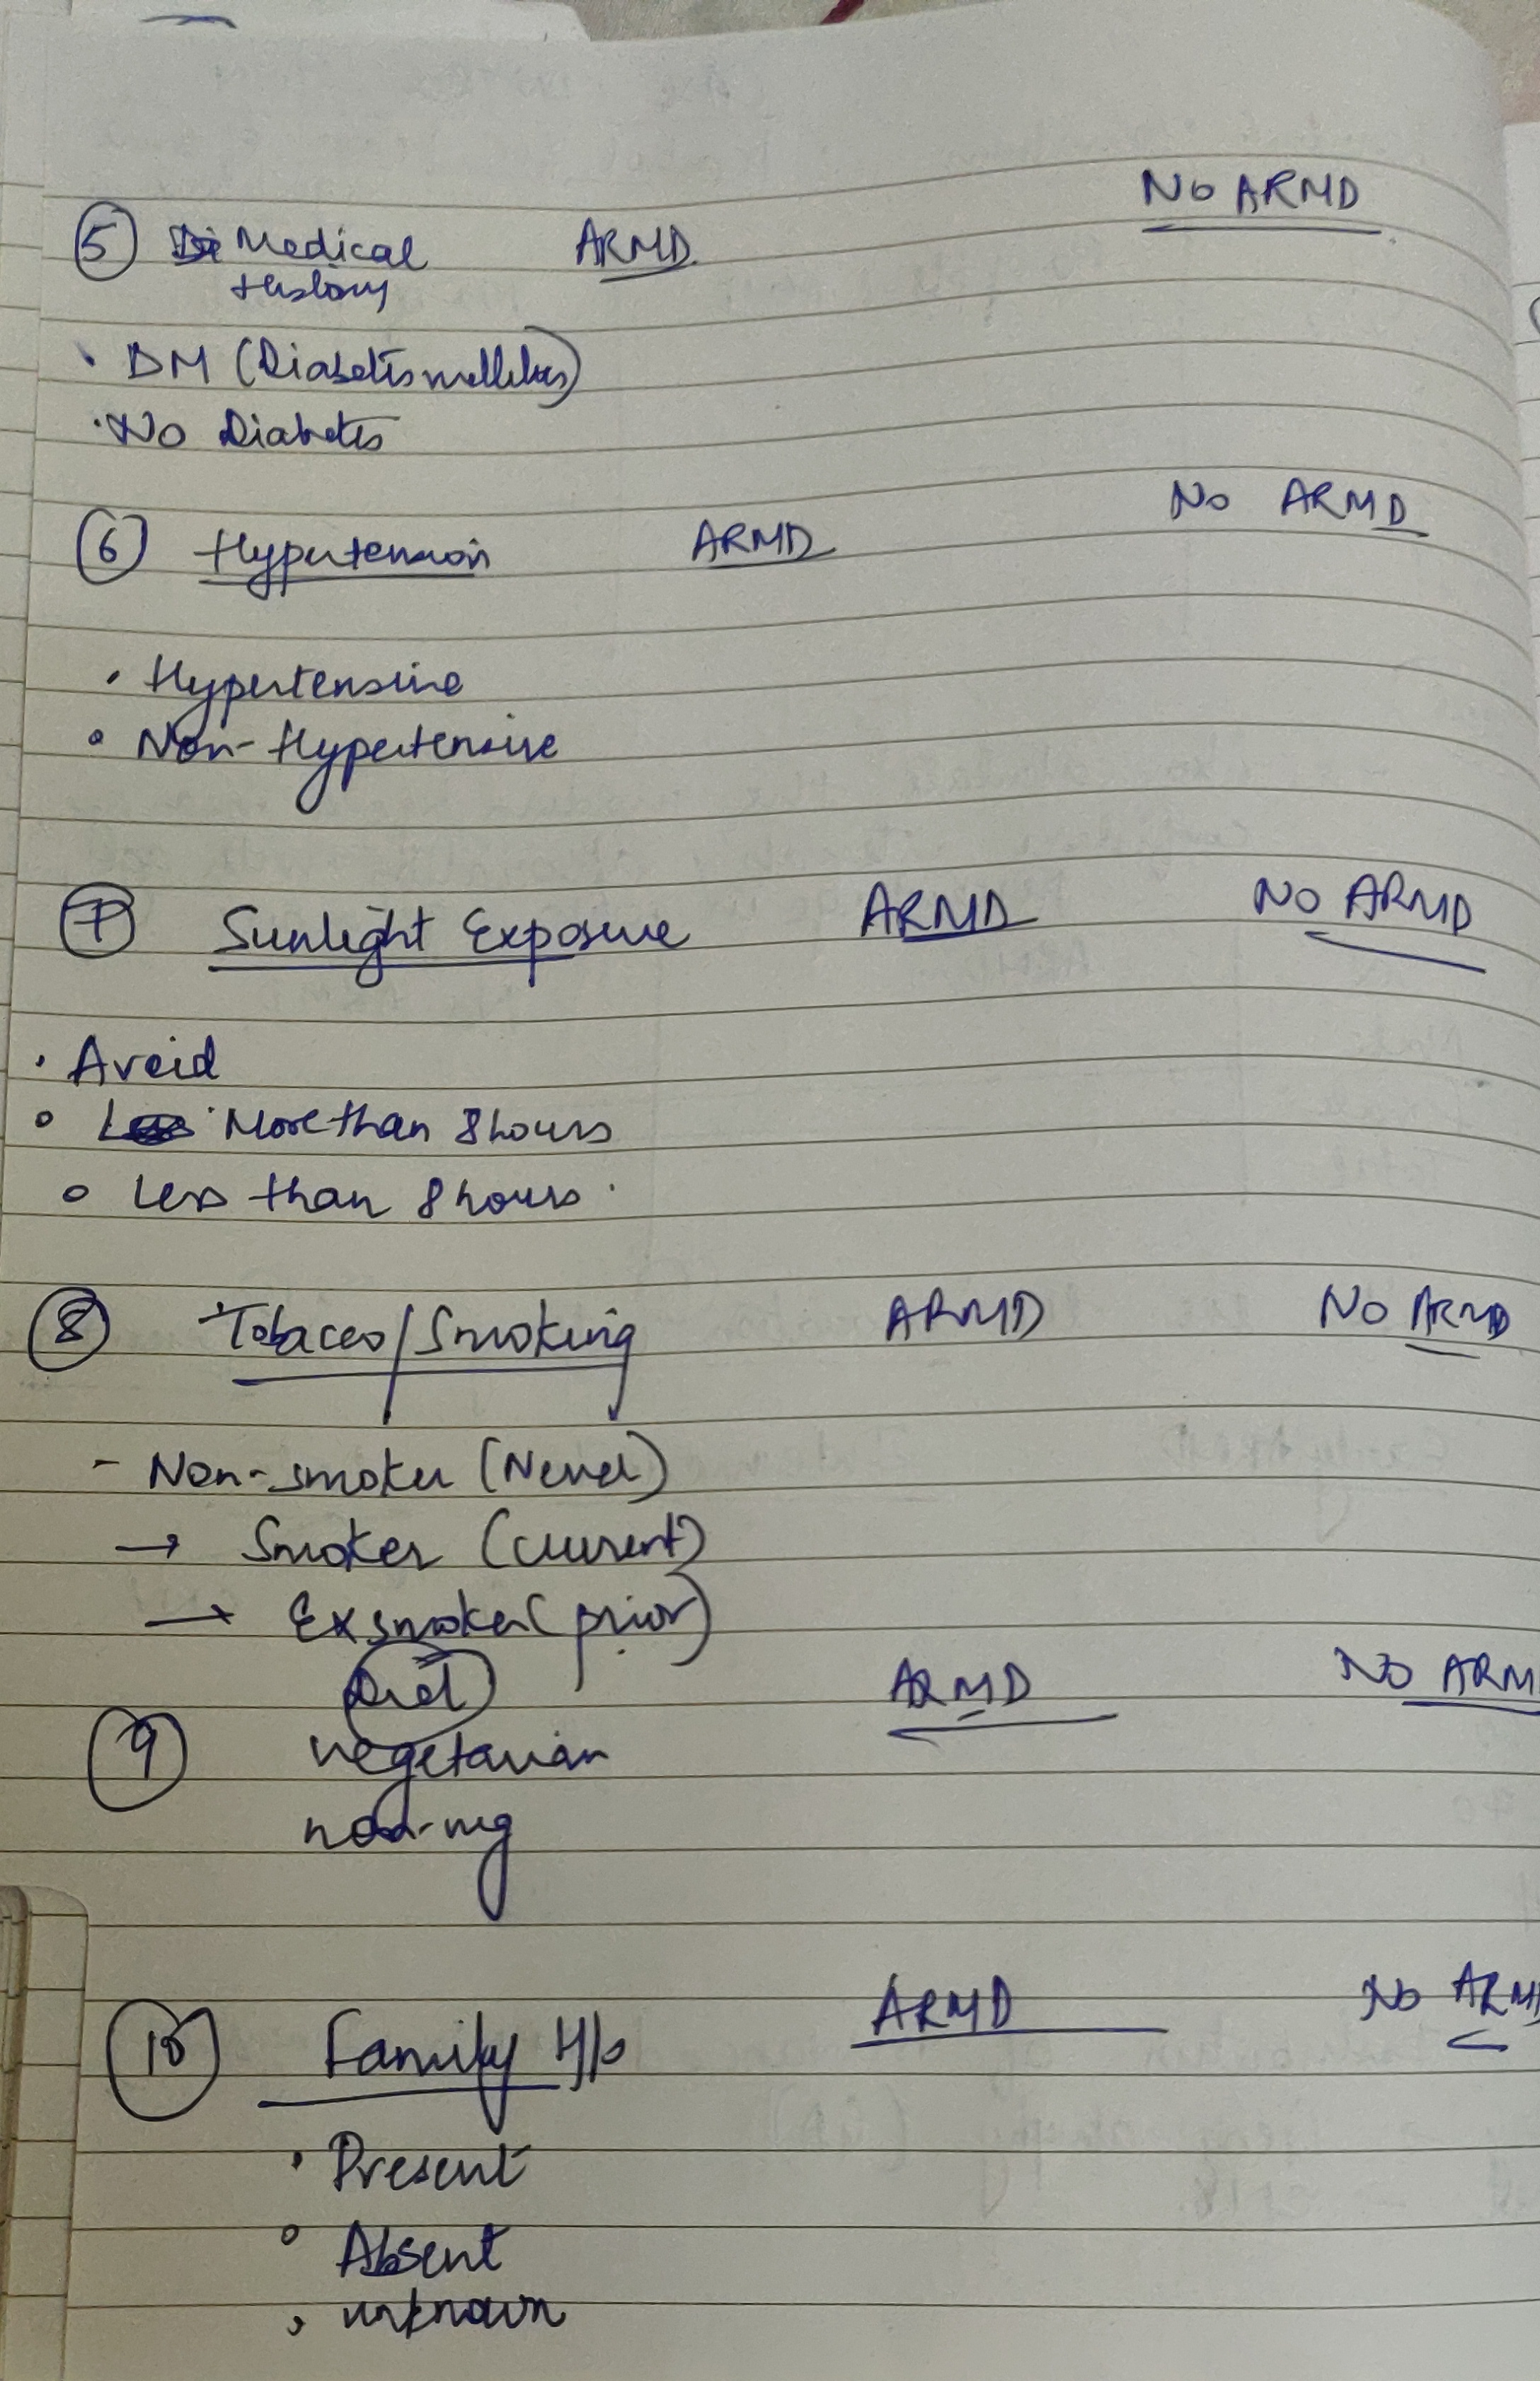 No ARMD
5 Medical ARMD
History
· DM (Diabetes mellitus)
· No Diabetes
No ARMD
6 Hypertension ARMD
· Hypertensive
· Non-Hypertensive
7 Sunlight Exposure ARMD No ARMD
· Avoid
· More than 8 hours
· Less than 8 hours
8 Tobacco/Smoking ARMD No ARMD
- Non-smoker (Never)
→ Smoker (current)
→ Ex smoker (prior)
Diet ARMD No ARM
9 vegetarian
non-veg
10 Family H/o ARMD No ARM
· Present
· Absent
· unknown